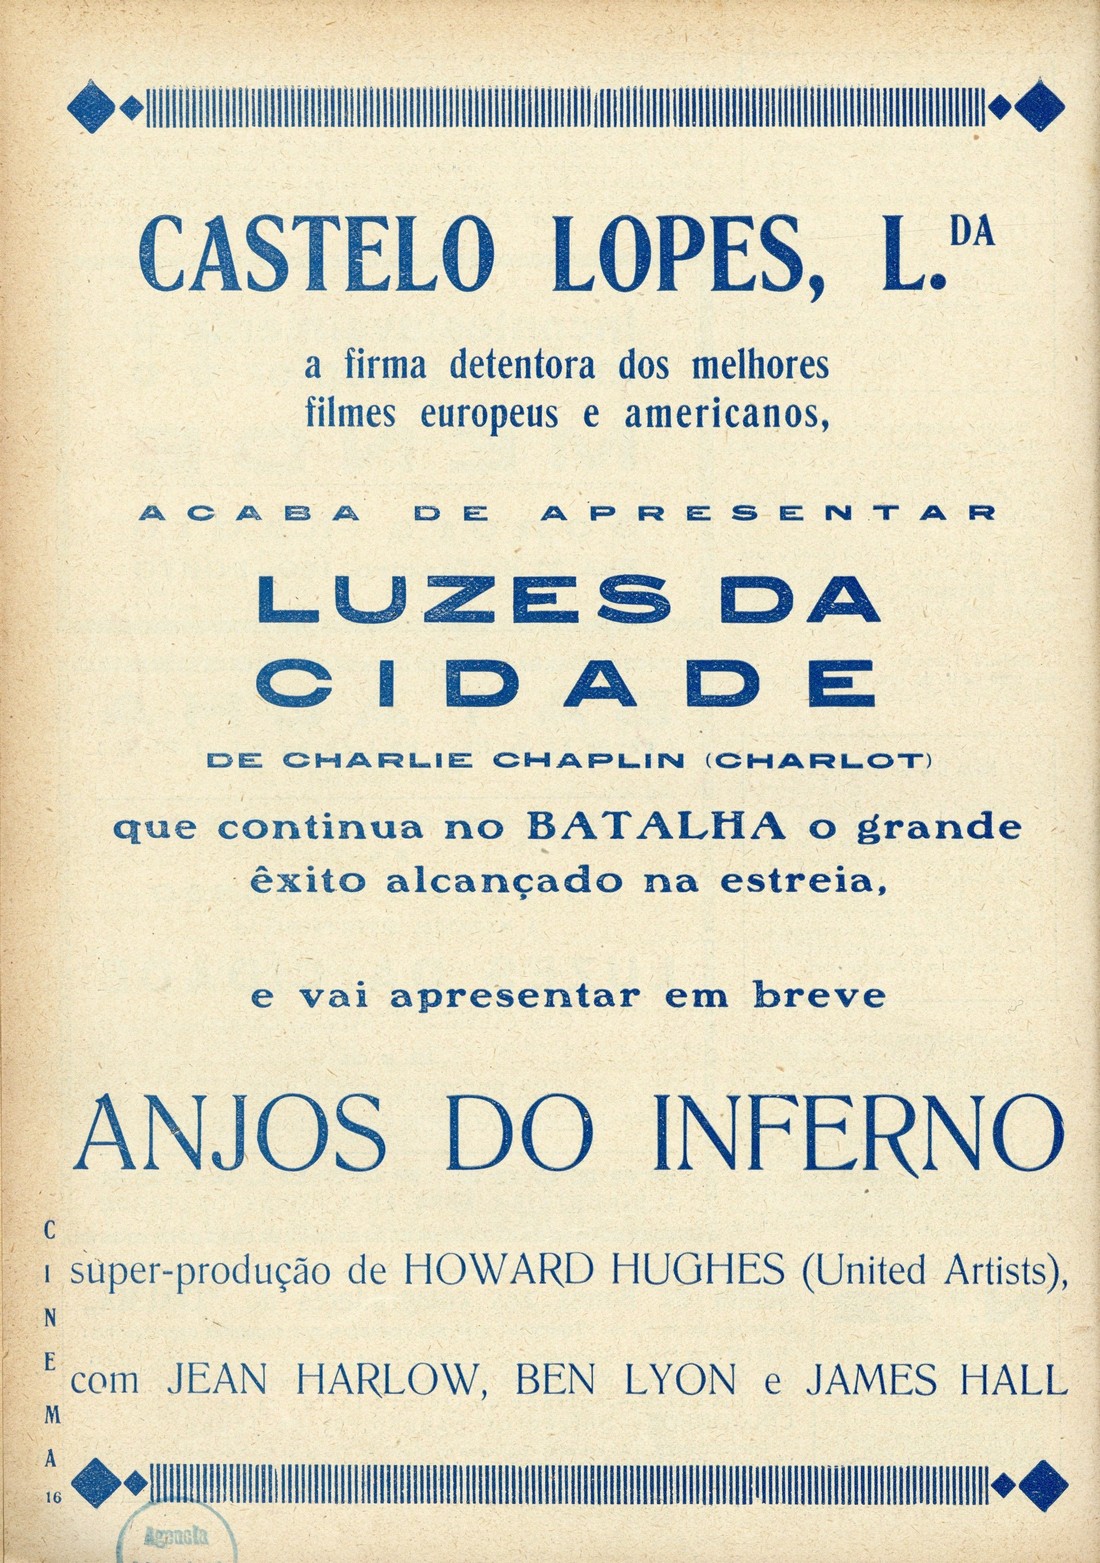 CASTELO LOPES, L.DA
a firma detentora dos melhores
filmes europeus e americanos,
ACABA DE APRESENTAR
LUZES DA
CIDADE
DE CHARLIE CHAPLIN (CHARLOT)
que continua no BATALHA o grande
êxito alcançado na estreia,
e vai apresentar em breve
ANJOS DO INFERNO
sùper-produção de HOWARD HUGHES (United Artists),
com JEAN HARLOW, BEN LYON e JAMES HALL
CINEMA
16
Agencia